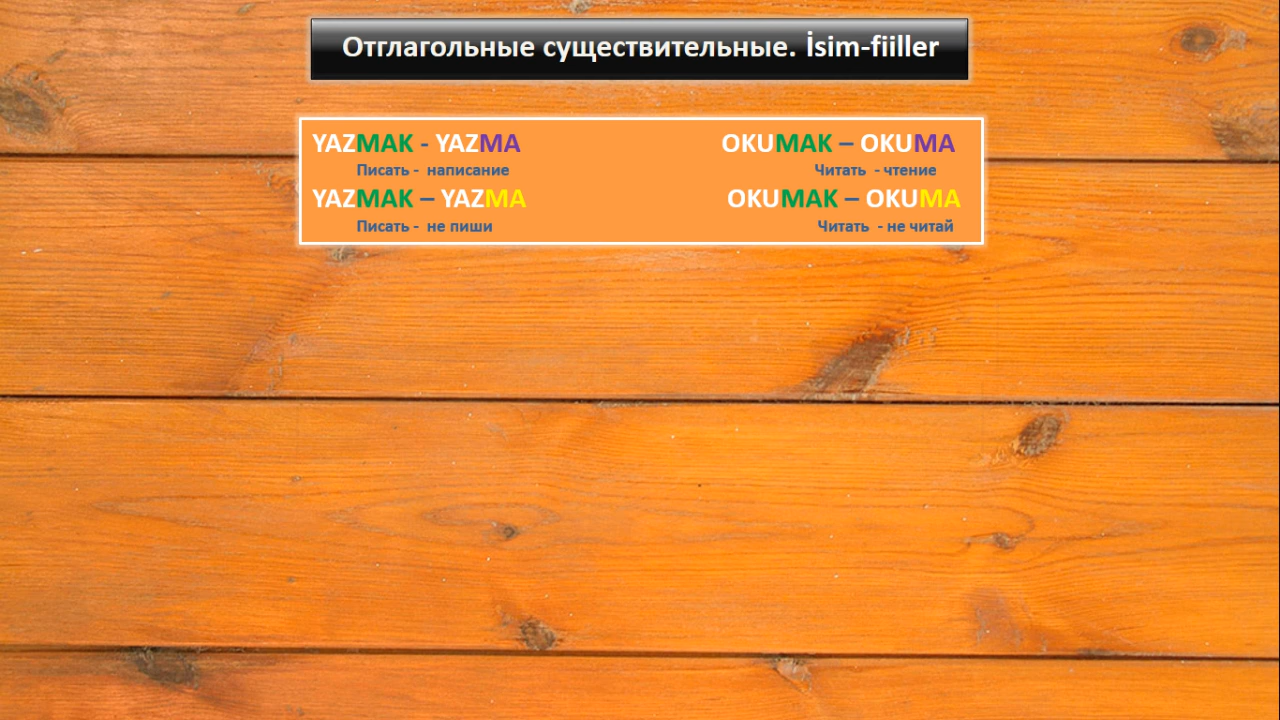 Отглагольные существительные. İsim-fiiller
YAZMAK - YAZMA
OKUMAK – OKUMA
Писать - написание
Читать - чтение
YAZMAK – YAZMA
OKUMAK – OKUMA
Писать - не пиши
Читать - не читай